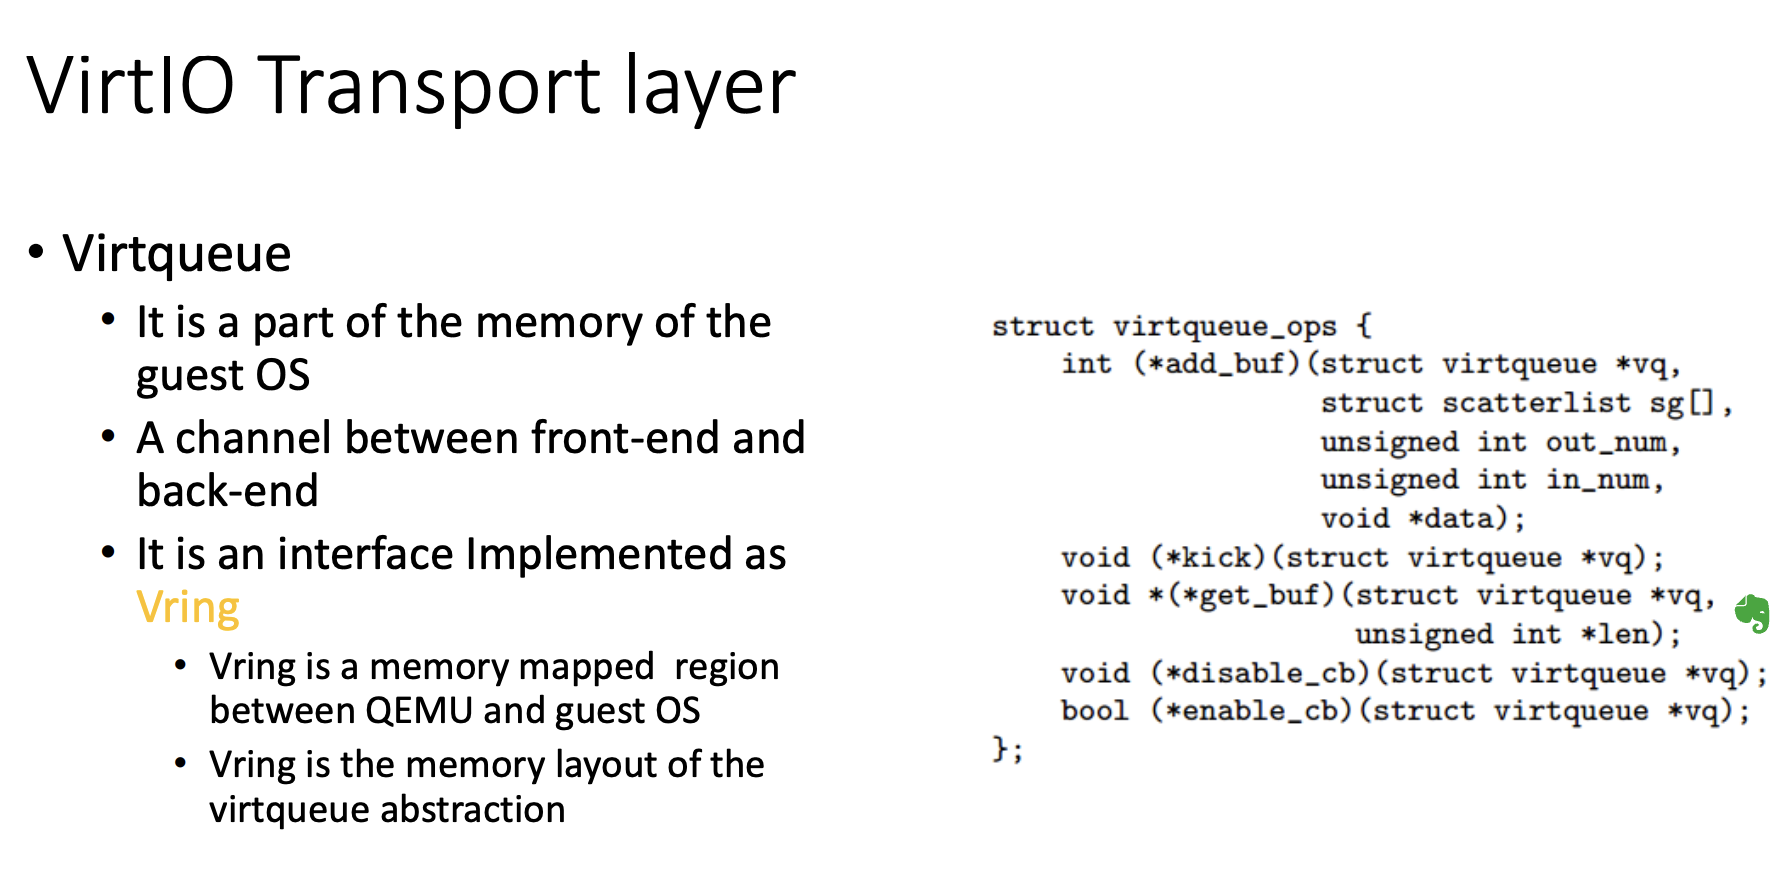 VirtIO Transport layer
• Virtqueue
• It is a part of the memory of the
guest OS
• A channel between front-end and
back-end
• It is an interface Implemented as
Vring
• Vring is a memory mapped  region
between QEMU and guest OS
• Vring is the memory layout of the
virtqueue abstraction
struct virtqueue_ops {
    int (*add_buf)(struct virtqueue *vq,
                   struct scatterlist sg[],
                   unsigned int out_num,
                   unsigned int in_num,
                   void *data);
    void (*kick)(struct virtqueue *vq);
    void *(*get_buf)(struct virtqueue *vq,
                     unsigned int *len);
    void (*disable_cb)(struct virtqueue *vq);
    bool (*enable_cb)(struct virtqueue *vq);
};